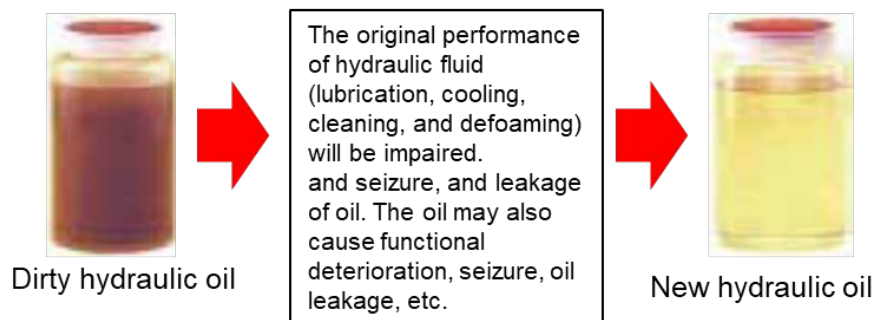 The original performance
of hydraulic fluid
(lubrication, cooling,
cleaning, and defoaming)
will be impaired.
and seizure, and leakage
of oil. The oil may also
cause functional
deterioration, seizure, oil
leakage, etc.
Dirty hydraulic oil
New hydraulic oil